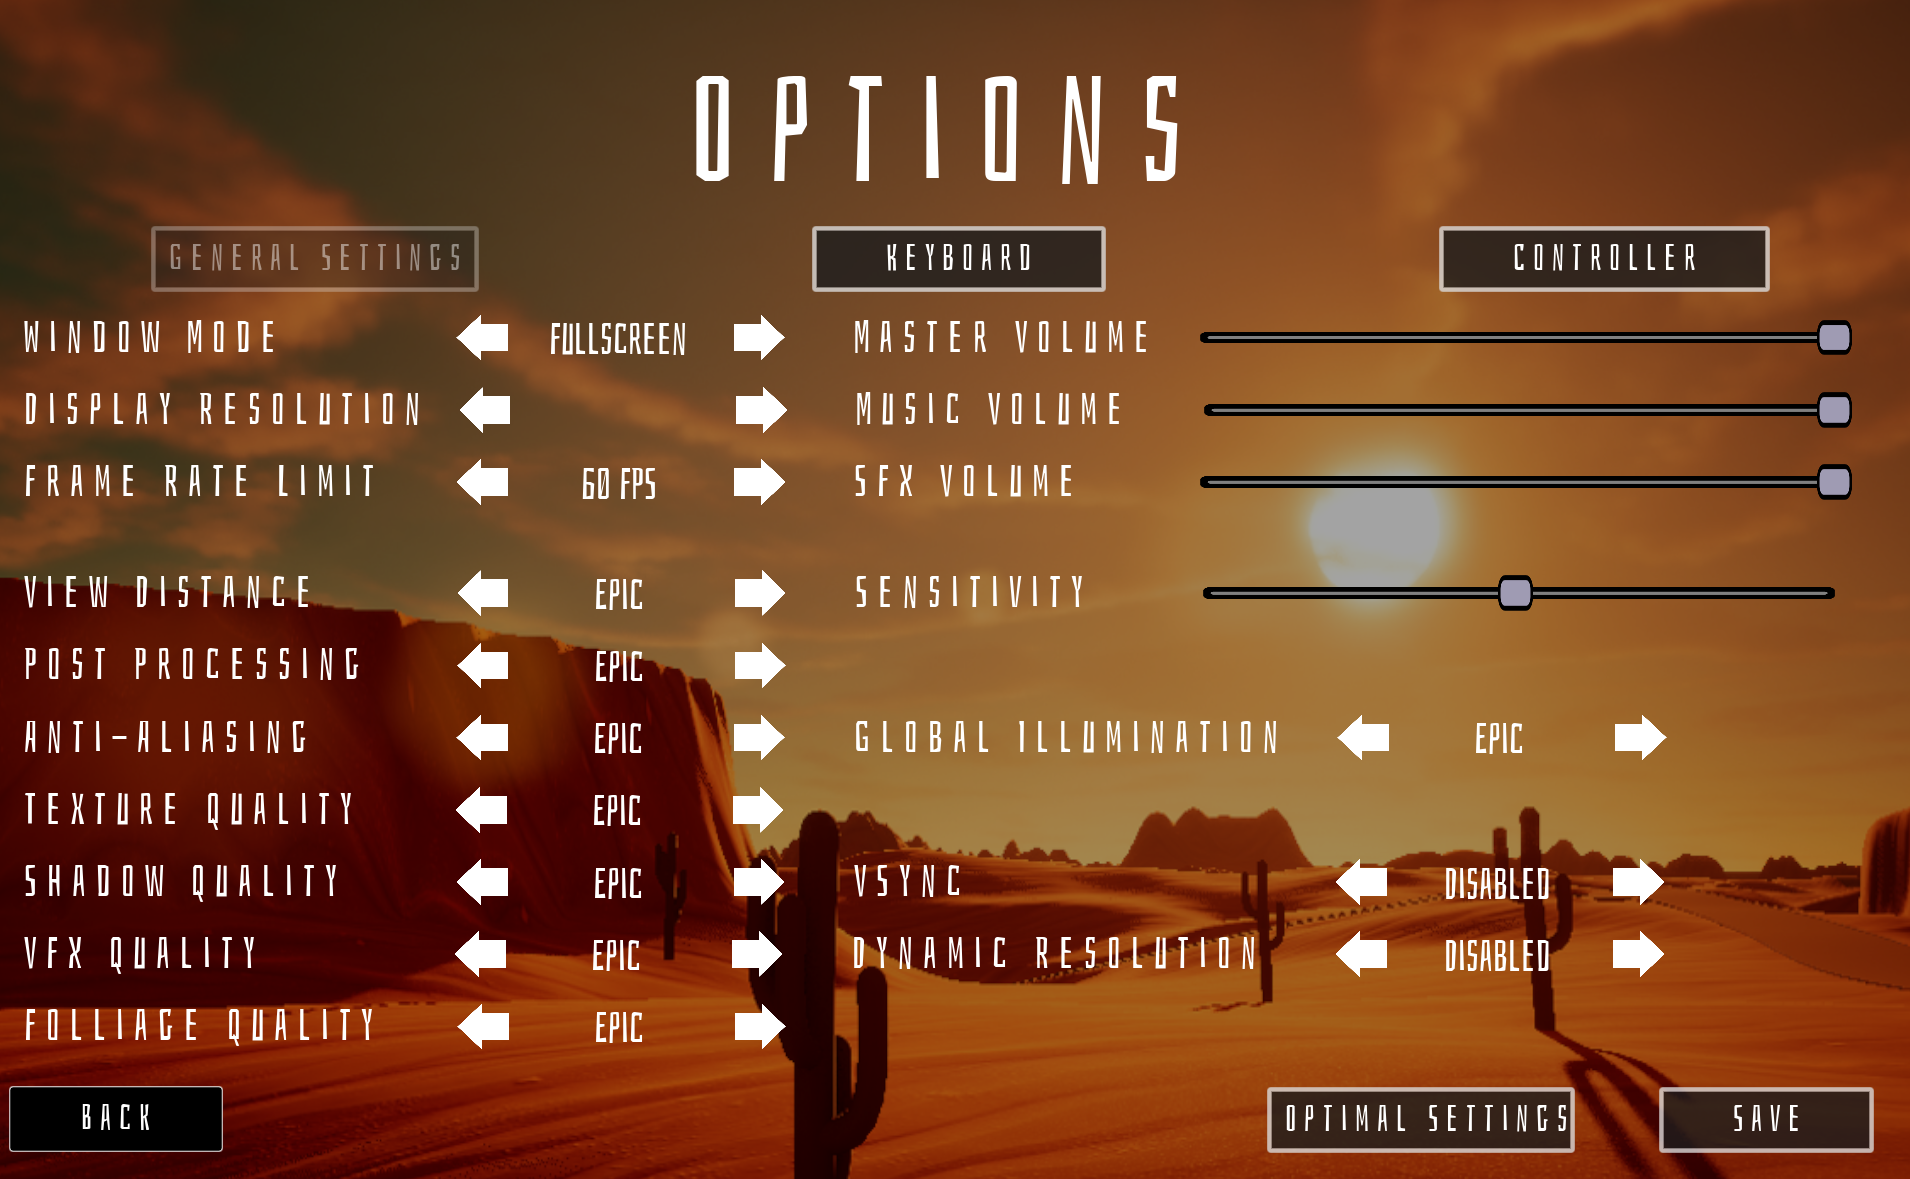 OPTIONS
GENERAL SETTINGS
KEYBOARD
CONTROLLER
WINDOW MODE
FULLSCREEN
MASTER VOLUME
DISPLAY RESOLUTION
MUSIC VOLUME
FRAME RATE LIMIT
60 FPS
SFX VOLUME
VIEW DISTANCE
EPIC
SENSITIVITY
POST PROCESSING
EPIC
ANTI-ALIASING
EPIC
GLOBAL ILLUMINATION
EPIC
TEXTURE QUALITY
EPIC
SHADOW QUALITY
EPIC
VSYNC
DISABLED
VFX QUALITY
EPIC
DYNAMIC RESOLUTION
DISABLED
FOLLIAGE QUALITY
EPIC
BACK
OPTIMAL SETTINGS
SAVE